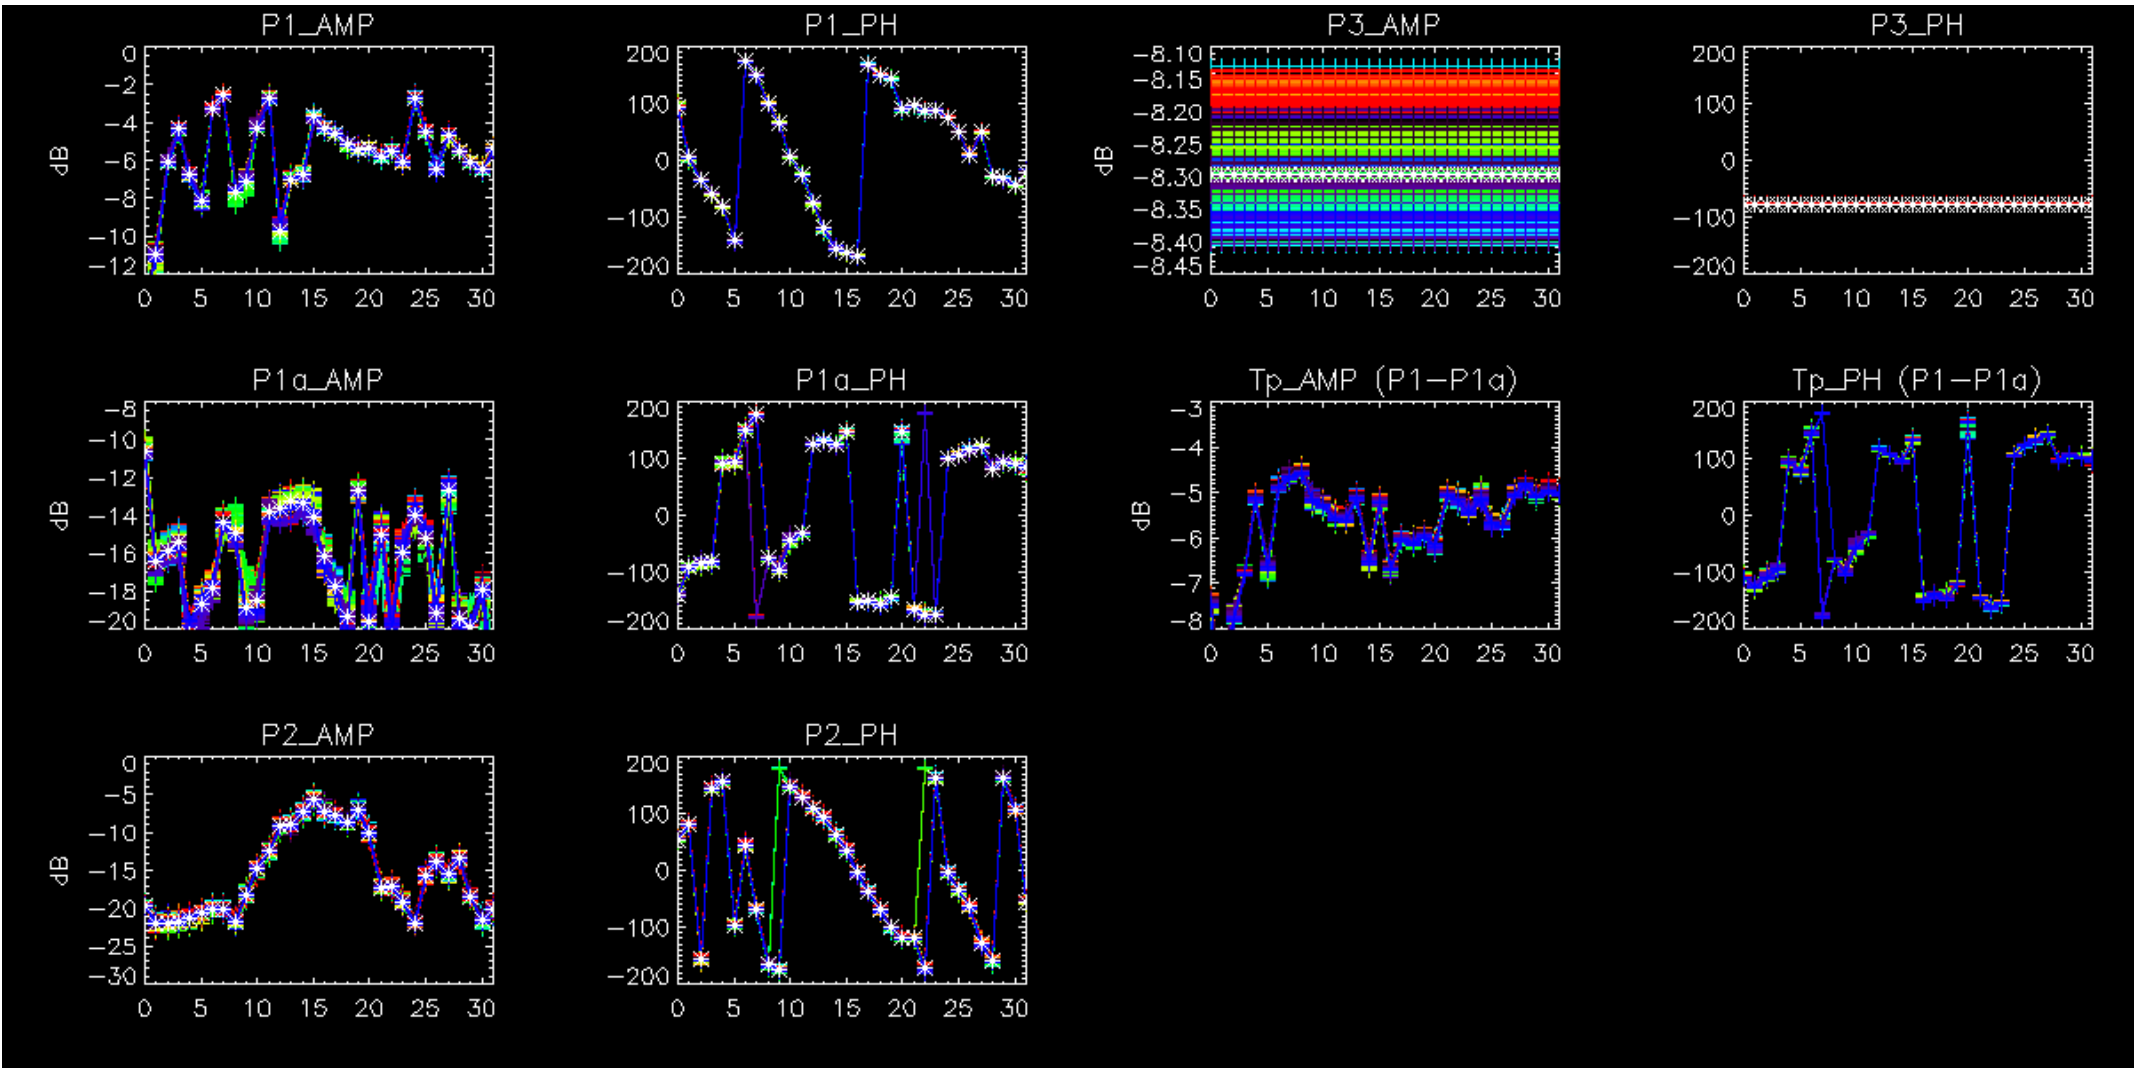 P1_AMP
P1_PH
P3_AMP
P3_PH
dB
0
−2
−4
−6
−8
−10
−12
0 5 10 15 20 25 30
200
100
0
−100
−200
0 5 10 15 20 25 30
dB
−8.10
−8.15
−8.20
−8.25
−8.30
−8.35
−8.40
−8.45
0 5 10 15 20 25 30
200
100
0
−100
−200
0 5 10 15 20 25 30
P1a_AMP
P1a_PH
Tp_AMP (P1−P1a)
Tp_PH (P1−P1a)
dB
−8
−10
−12
−14
−16
−18
−20
0 5 10 15 20 25 30
200
100
0
−100
−200
0 5 10 15 20 25 30
dB
−3
−4
−5
−6
−7
−8
0 5 10 15 20 25 30
200
100
0
−100
−200
0 5 10 15 20 25 30
P2_AMP
P2_PH
dB
0
−5
−10
−15
−20
−25
−30
0 5 10 15 20 25 30
200
100
0
−100
−200
0 5 10 15 20 25 30